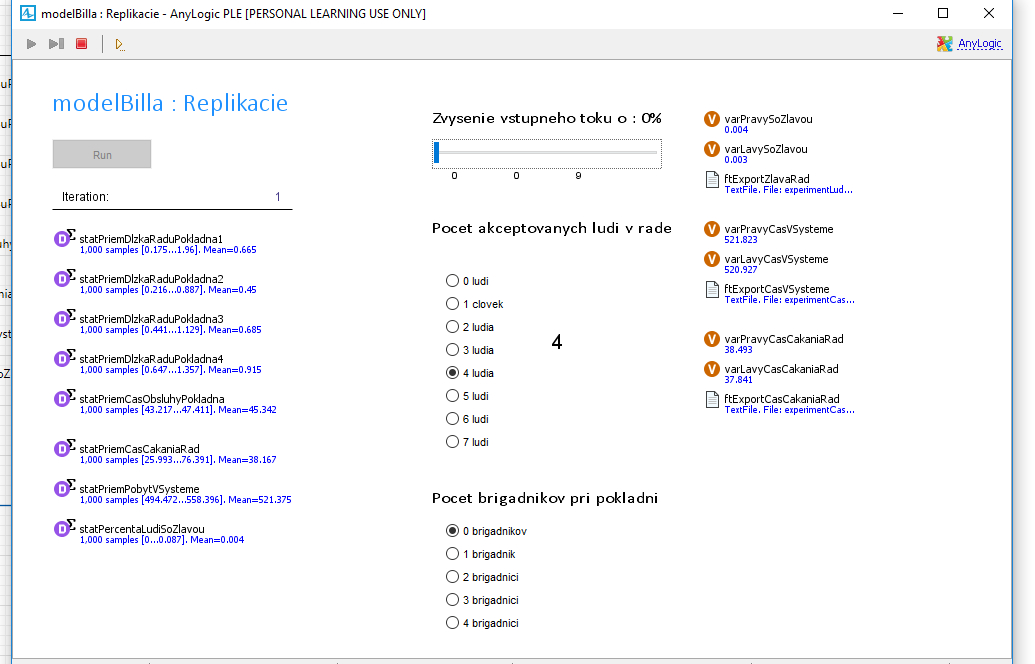 modelBilla : Replikacie - AnyLogic PLE [PERSONAL LEARNING USE ONLY]
AnyLogic
modelBilla : Replikacie
Run
Iteration: 1
statPriemDlzkaRaduPokladna1
1,000 samples [0.175...1.96]. Mean=0.665
statPriemDlzkaRaduPokladna2
1,000 samples [0.216...0.887]. Mean=0.45
statPriemDlzkaRaduPokladna3
1,000 samples [0.441...1.129]. Mean=0.685
statPriemDlzkaRaduPokladna4
1,000 samples [0.647...1.357]. Mean=0.915
statPriemCasObsluhyPokladna
1,000 samples [43.217...47.411]. Mean=45.342
statPriemCasCakaniaRad
1,000 samples [25.993...76.391]. Mean=38.167
statPriemPobytVSysteme
1,000 samples [494.472...558.396]. Mean=521.375
statPercentaLudiSoZlavou
1,000 samples [0...0.087]. Mean=0.004
Zvysenie vstupneho toku o : 0%
0 0 9
Pocet akceptovanych ludi v rade
0 ludi
1 clovek
2 ludia
3 ludia
4 ludia
5 ludi
6 ludi
7 ludi
4
Pocet brigadnikov pri pokladni
0 brigadnikov
1 brigadnik
2 brigadnici
3 brigadnici
4 brigadnici
varPravySoZlavou
0.004
varLavySoZlavou
0.003
ftExportZlavaRad
TextFile. File: experimentLud...
varPravyCasVSysteme
521.823
varLavyCasVSysteme
520.927
ftExportCasVSysteme
TextFile. File: experimentCas...
varPravyCasCakaniaRad
38.493
varLavyCasCakaniaRad
37.841
ftExportCasCakaniaRad
TextFile. File: experimentCas...